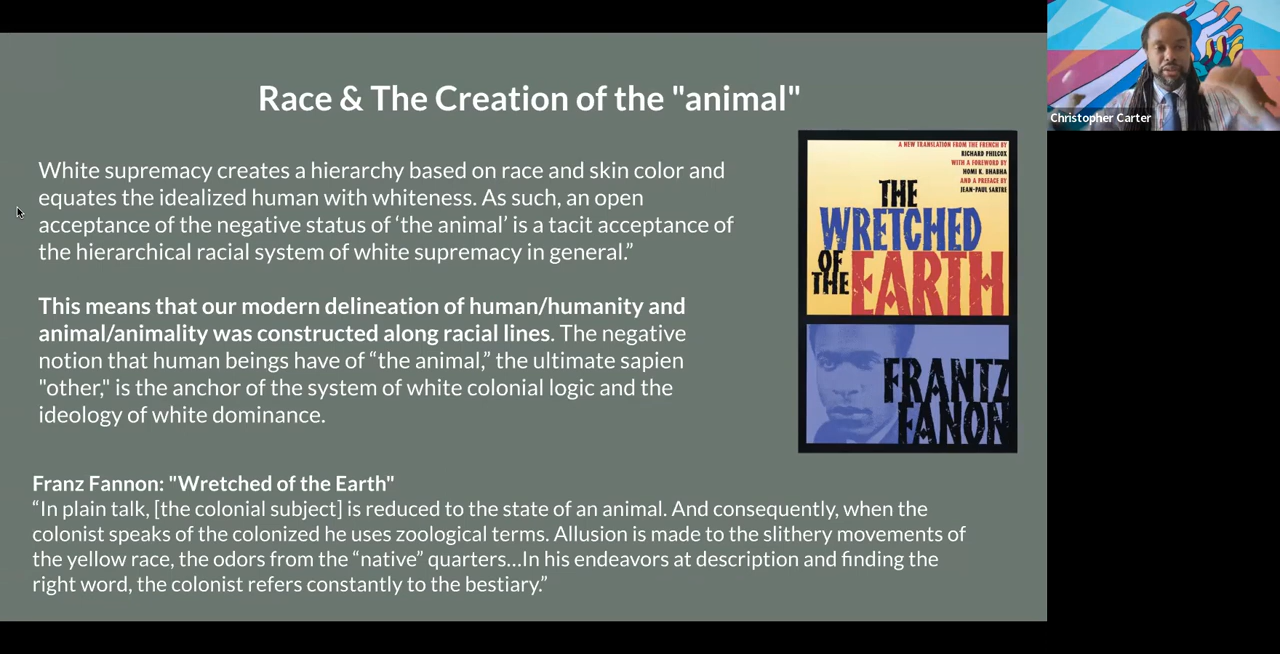 Race & The Creation of the "animal"
White supremacy creates a hierarchy based on race and skin color and
equates the idealized human with whiteness. As such, an open
acceptance of the negative status of ‘the animal’ is a tacit acceptance of
the hierarchical racial system of white supremacy in general.”
This means that our modern delineation of human/humanity and
animal/animality was constructed along racial lines. The negative
notion that human beings have of “the animal,” the ultimate sapien
"other," is the anchor of the system of white colonial logic and the
ideology of white dominance.
A NEW TRANSLATION FROM THE FRENCH BY
RICHARD PHILCOX
WITH A FOREWORD BY
HOMI K. BHABHA
AND A PREFACE BY
JEAN-PAUL SARTRE
THE
WRETCHED
OF
THE
EARTH
FRANTZ
FANON
Franz Fannon: "Wretched of the Earth"
“In plain talk, [the colonial subject] is reduced to the state of an animal. And consequently, when the
colonist speaks of the colonized he uses zoological terms. Allusion is made to the slithery movements of
the yellow race, the odors from the “native” quarters...In his endeavors at description and finding the
right word, the colonist refers constantly to the bestiary.”
Christopher Carter